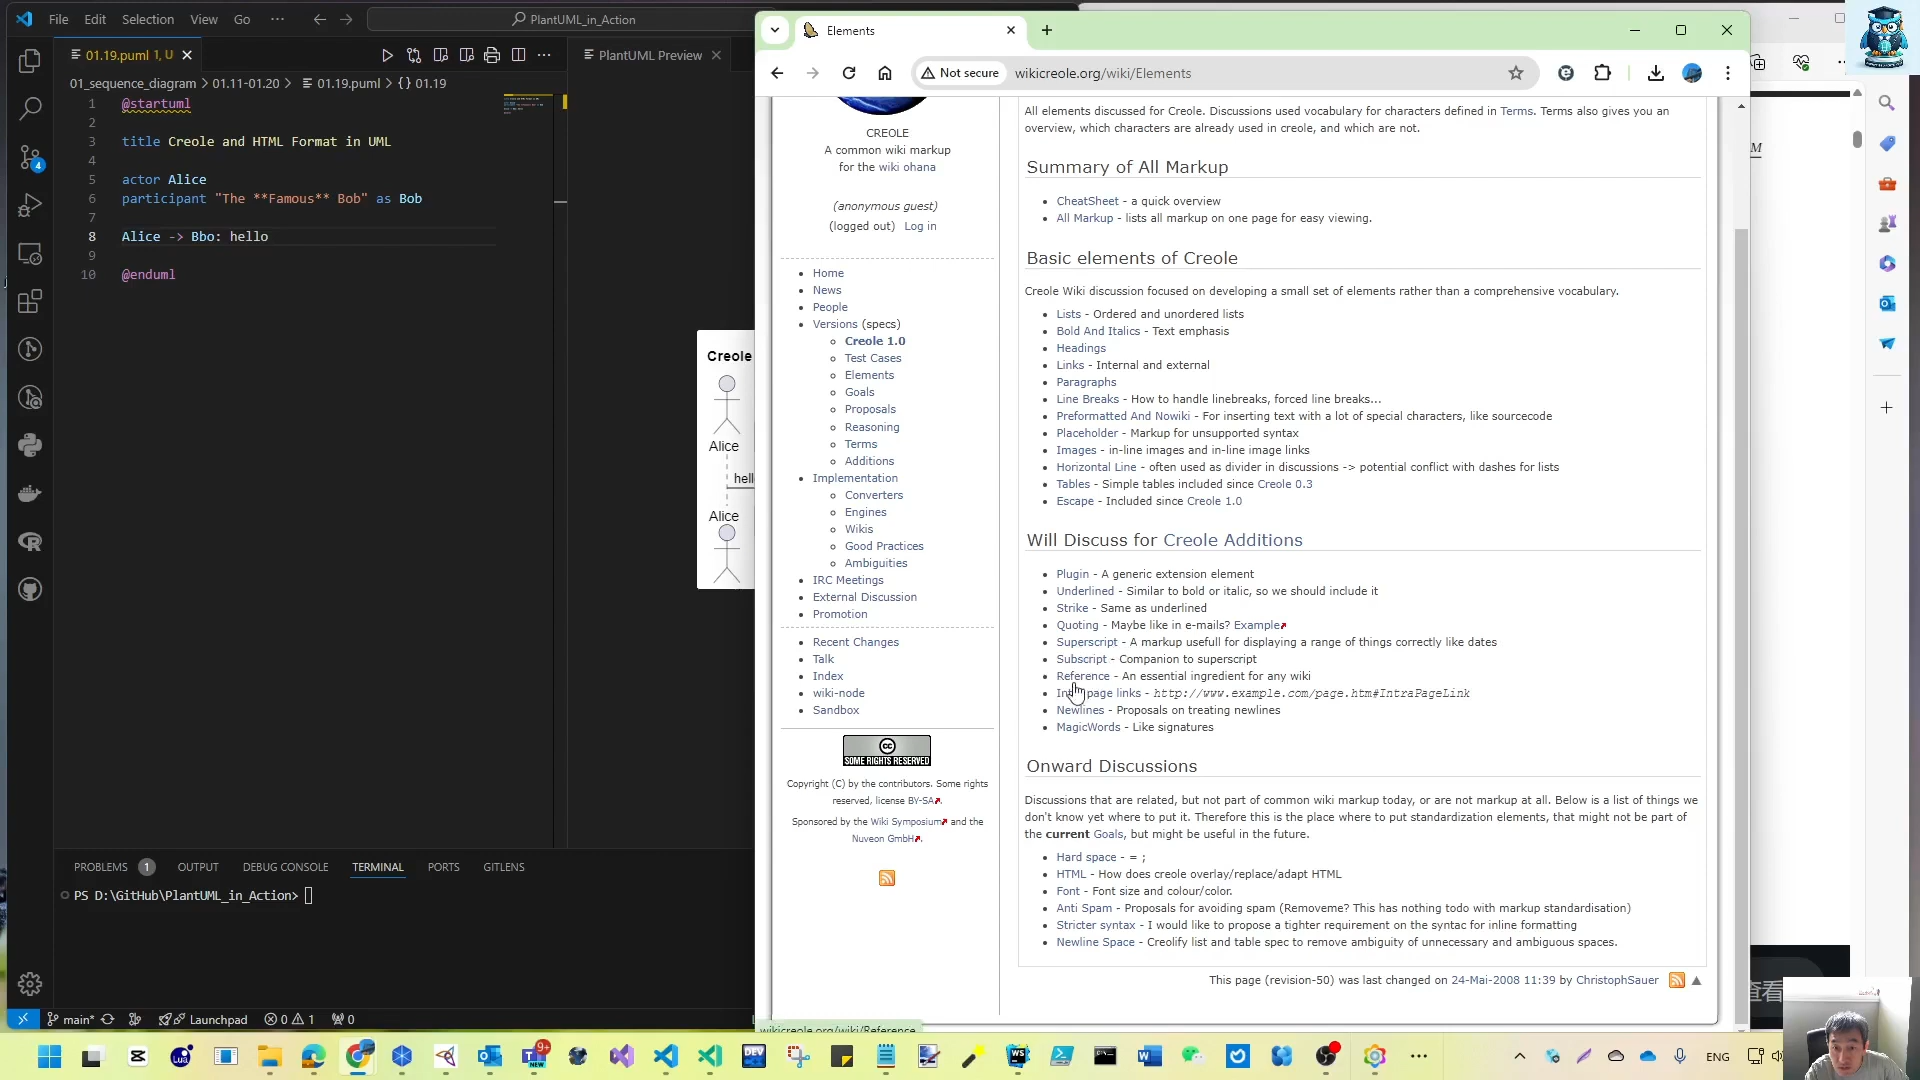 File Edit Selection View Go ··· PlantUML_in_Action
01.19.puml 1, U
PlantUML Preview
01_sequence_diagram > 01.11-01.20 > 01.19.puml > {} 01.19
1 @startuml
2
3 title Creole and HTML Format in UML
4
5 actor Alice
6 participant "The **Famous** Bob" as Bob
7
8 Alice -> Bbo: hello
9
10 @enduml
Creole
Alice
Alice
PROBLEMS 1 OUTPUT DEBUG CONSOLE TERMINAL PORTS GITLENS
PS D:\GitHub\PlantUML_in_Action>
main* Launchpad 0 1 0
4
Elements
Not secure wikicreole.org/wiki/Elements
CREOLE
A common wiki markup
for the wiki ohana
(anonymous guest)
(logged out) Log in
Home
News
People
Versions (specs)
Creole 1.0
Test Cases
Elements
Goals
Proposals
Reasoning
Terms
Additions
Implementation
Converters
Engines
Wikis
Good Practices
Ambiguities
IRC Meetings
External Discussion
Promotion
Recent Changes
Talk
Index
wiki-node
Sandbox
SOME RIGHTS RESERVED
Copyright (C) by the contributors. Some rights
reserved, license BY-SA.
Sponsored by the Wiki Symposium and the
Nuveon GmbH.
All elements discussed for Creole. Discussions used vocabulary for characters defined in Terms. Terms also gives you an
overview, which characters are already used in creole, and which are not.
Summary of All Markup
CheatSheet - a quick overview
All Markup - lists all markup on one page for easy viewing.
Basic elements of Creole
Creole Wiki discussion focused on developing a small set of elements rather than a comprehensive vocabulary.
Lists - Ordered and unordered lists
Bold And Italics - Text emphasis
Headings
Links - Internal and external
Paragraphs
Line Breaks - How to handle linebreaks, forced line breaks...
Preformatted And Nowiki - For inserting text with a lot of special characters, like sourcecode
Placeholder - Markup for unsupported syntax
Images - in-line images and in-line image links
Horizontal Line - often used as divider in discussions -> potential conflict with dashes for lists
Tables - Simple tables included since Creole 0.3
Escape - Included since Creole 1.0
Will Discuss for Creole Additions
Plugin - A generic extension element
Underlined - Similar to bold or italic, so we should include it
Strike - Same as underlined
Quoting - Maybe like in e-mails? Example
Superscript - A markup usefull for displaying a range of things correctly like dates
Subscript - Companion to superscript
Reference - An essential ingredient for any wiki
page links - http://www.example.com/page.htm#IntraPageLink
Newlines - Proposals on treating newlines
MagicWords - Like signatures
Onward Discussions
Discussions that are related, but not part of common wiki markup today, or are not markup at all. Below is a list of things we
don't know yet where to put it. Therefore this is the place where to put standardization elements, that might not be part of
the current Goals, but might be useful in the future.
Hard space - = ;
HTML - How does creole overlay/replace/adapt HTML
Font - Font size and colour/color.
Anti Spam - Proposals for avoiding spam (Removeme? This has nothing todo with markup standardisation)
Stricter syntax - I would like to propose a tighter requirement on the syntac for inline formatting
Newline Space - Creolify list and table spec to remove ambiguity of unnecessary and ambiguous spaces.
This page (revision-50) was last changed on 24-Mai-2008 11:39 by ChristophSauer
wikicreole.org/wiki/Reference
M
查看
ENG